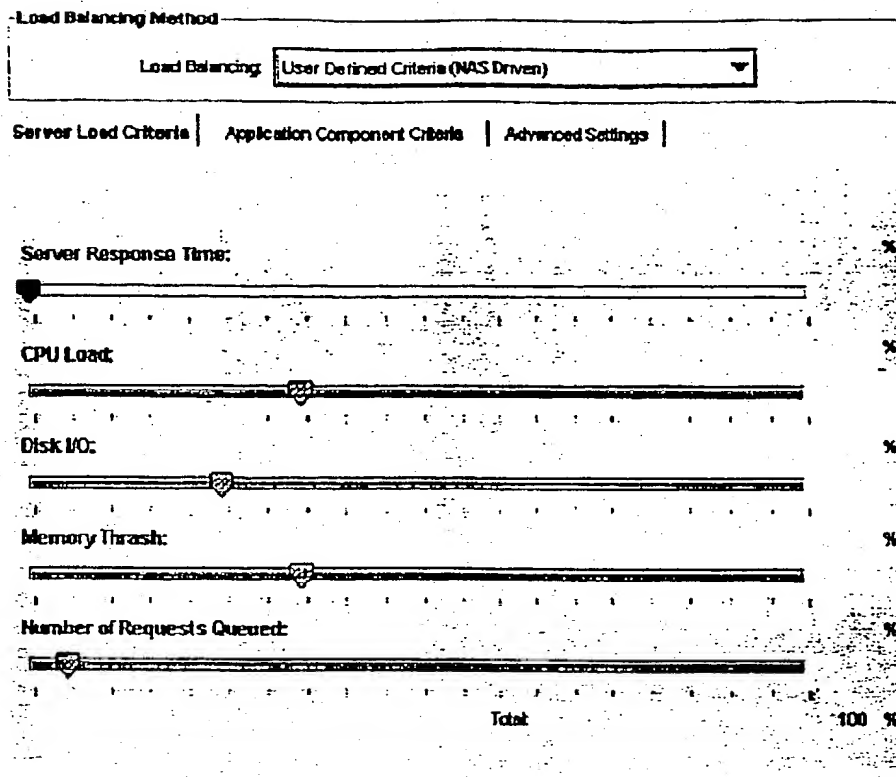 Load Balancing Method
Load Balancing: User Defined Criteria (NAS Driven)
Server Load Criteria | Application Component Criteria | Advanced Settings |
Server Response Time: %
CPU Load: %
Disk I/O: %
Memory Thrash: %
Number of Requests Queued: %
Total: 100 %